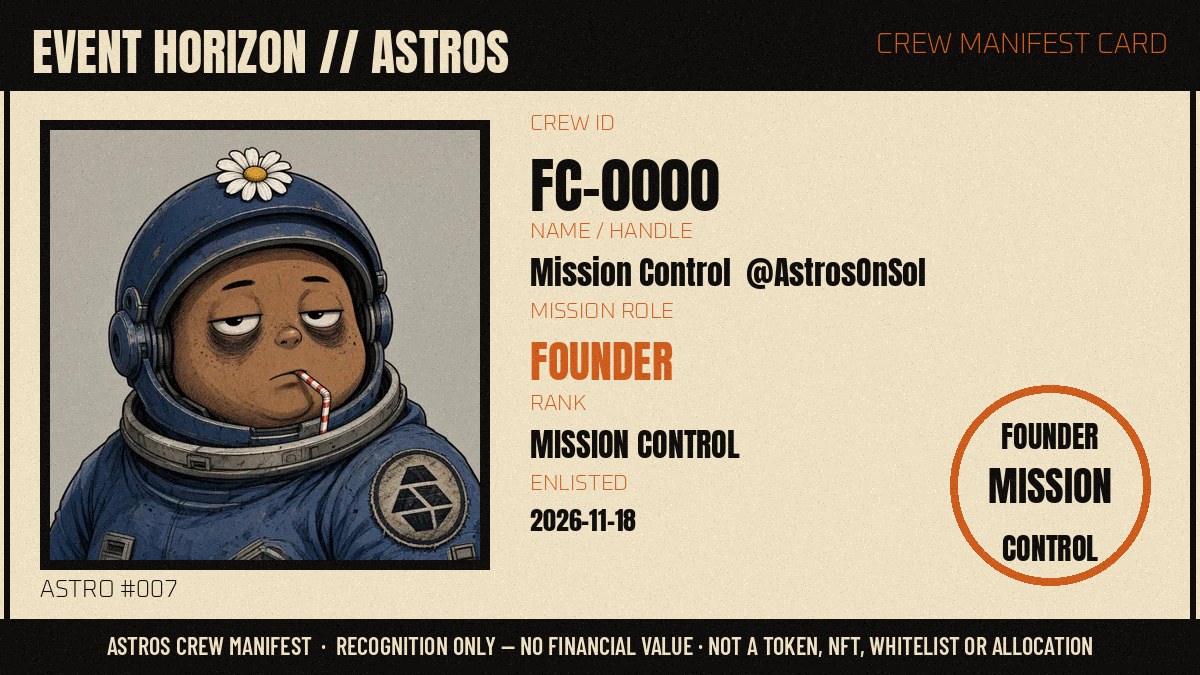 EVENT HORIZON // ASTROS
CREW MANIFEST CARD
CREW ID
FC-0000
NAME / HANDLE
Mission Control @AstrosOnSol
MISSION ROLE
FOUNDER
RANK
MISSION CONTROL
ENLISTED
2026-11-18
FOUNDER
MISSION
CONTROL
ASTRO #007
ASTROS CREW MANIFEST · RECOGNITION ONLY — NO FINANCIAL VALUE · NOT A TOKEN, NFT, WHITELIST OR ALLOCATION